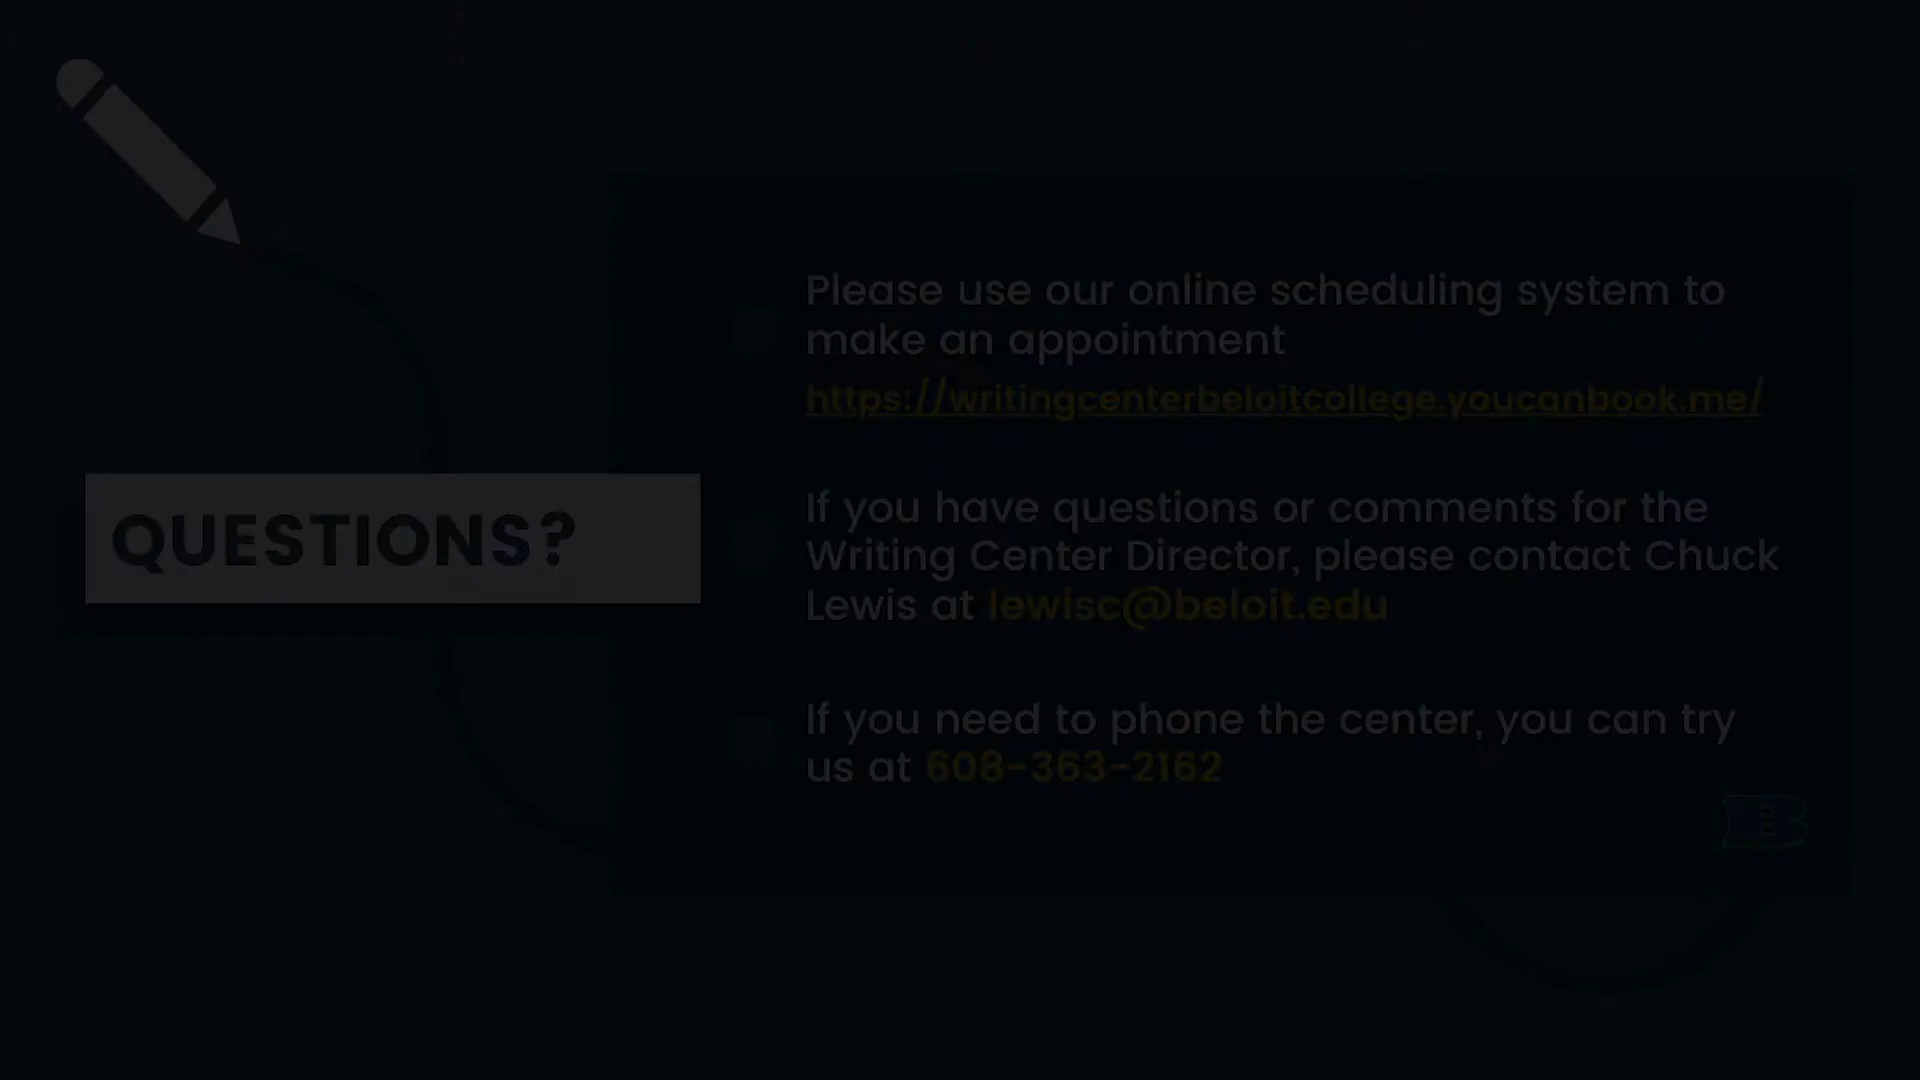 QUESTIONS?
Please use our online scheduling system to
make an appointment
https://writingcenterbeloitcollege.youcanbook.me/
If you have questions or comments for the
Writing Center Director, please contact Chuck
Lewis at lewisc@beloit.edu
If you need to phone the center, you can try
us at 608-363-2162